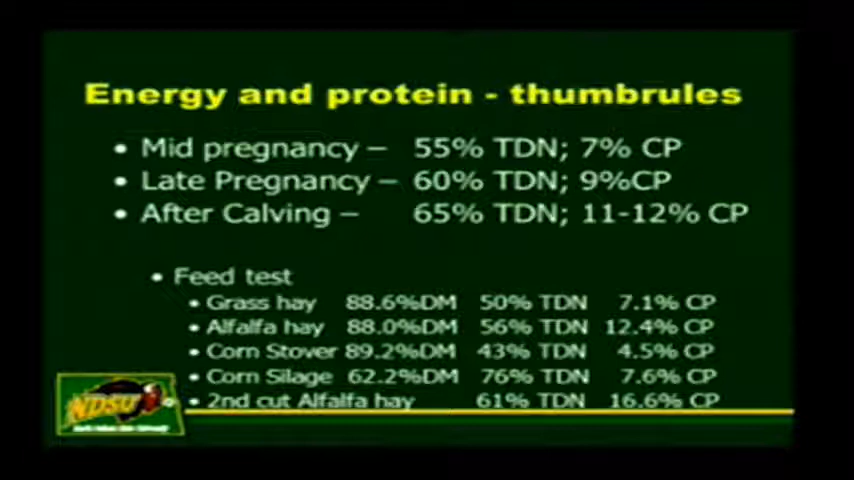 Energy and protein - thumbrules
• Mid pregnancy – 55% TDN; 7% CP
• Late Pregnancy – 60% TDN; 9%CP
• After Calving – 65% TDN; 11-12% CP
• Feed test
• Grass hay 88.6%DM 50% TDN 7.1% CP
• Alfalfa hay 88.0%DM 56% TDN 12.4% CP
• Corn Stover 89.2%DM 43% TDN 4.5% CP
• Corn Silage 62.2%DM 76% TDN 7.6% CP
• 2nd cut Alfalfa hay 61% TDN 16.6% CP
NDSU